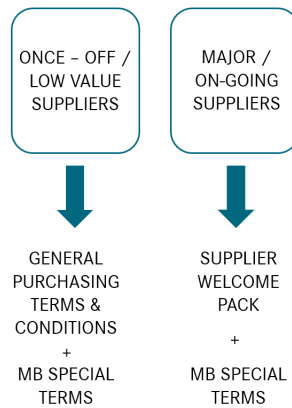 ONCE – OFF /
LOW VALUE
SUPPLIERS
MAJOR /
ON-GOING
SUPPLIERS
GENERAL
PURCHASING
TERMS &
CONDITIONS
+
MB SPECIAL
TERMS
SUPPLIER
WELCOME
PACK
+
MB SPECIAL
TERMS